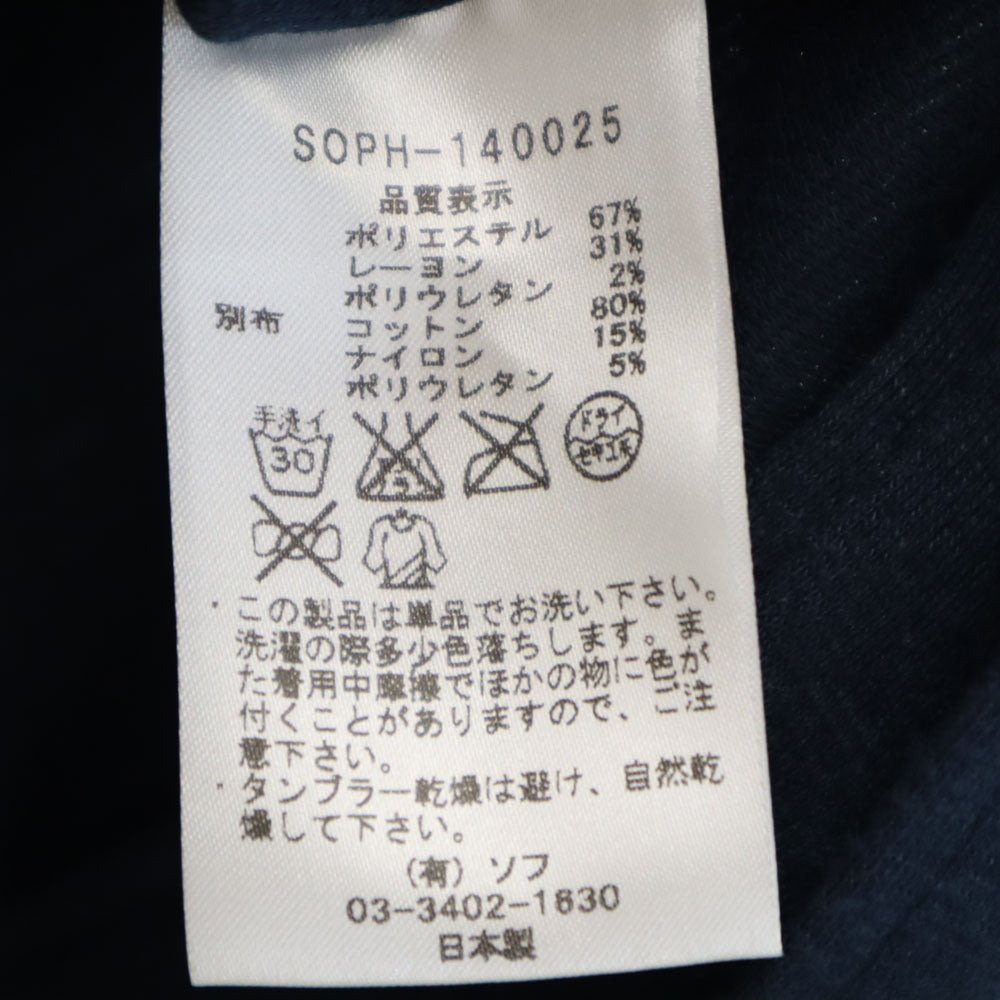 SOPH-140025
品質表示
ポリエステル 67%
レーヨン 31%
ポリウレタン 2%
別布 コットン 80%
ナイロン 15%
ポリウレタン 5%
手洗イ 30
ドライ セキユ系
・この製品は単品でお洗い下さい。
洗濯の際多少色落ちします。ま
た着用中摩擦でほかの物に色が
付くことがありますので、ご注
意下さい。
・タンブラー乾燥は避け、自然乾
燥して下さい。
(有) ソフ
03-3402-1630
日本製